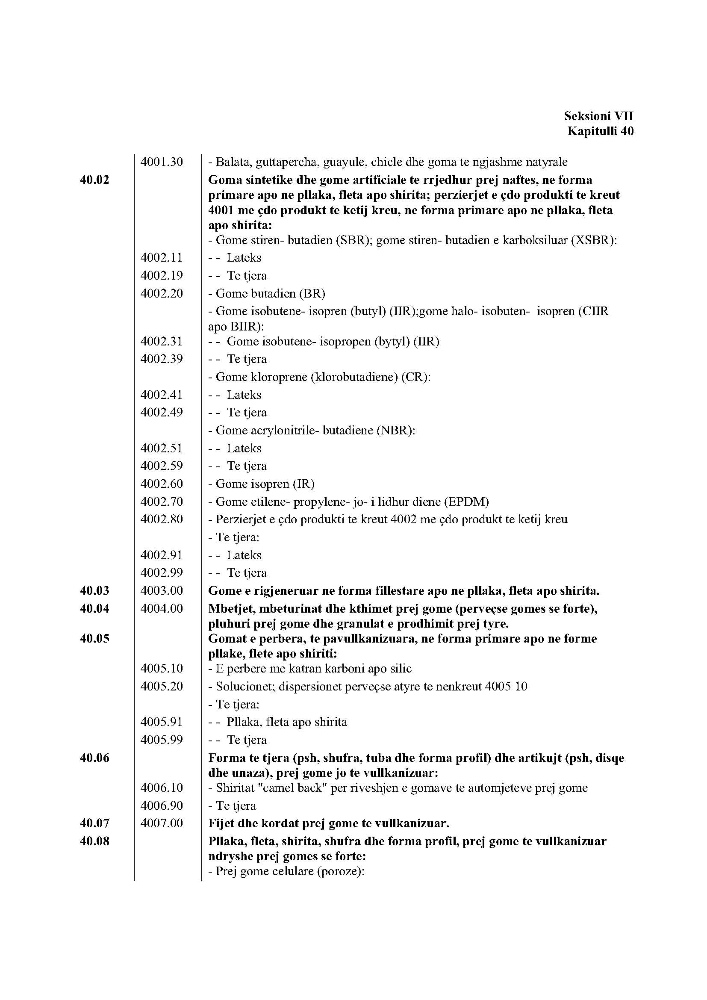 Seksioni VII
Kapitulli 40
4001.30 - Balata, guttapercha, guayule, chicle dhe goma te ngjashme natyrale
40.02 Goma sintetike dhe gome artificiale te rrjedhur prej naftes, ne forma
primare apo ne pllaka, fleta apo shirita; perzierjet e çdo produkti te kreut
4001 me çdo produkt te ketij kreu, ne forma primare apo ne pllaka, fleta
apo shirita:
- Gome stiren- butadien (SBR); gome stiren- butadien e karboksiluar (XSBR):
4002.11 - - Lateks
4002.19 - - Te tjera
4002.20 - Gome butadien (BR)
- Gome isobutene- isopren (butyl) (IIR);gome halo- isobuten- isopren (CIIR
apo BIIR):
4002.31 - - Gome isobutene- isopropen (bytyl) (IIR)
4002.39 - - Te tjera
- Gome kloroprene (klorobutadiene) (CR):
4002.41 - - Lateks
4002.49 - - Te tjera
- Gome acrylonitrile- butadiene (NBR):
4002.51 - - Lateks
4002.59 - - Te tjera
4002.60 - Gome isopren (IR)
4002.70 - Gome etilene- propylene- jo- i lidhur diene (EPDM)
4002.80 - Perzierjet e çdo produkti te kreut 4002 me çdo produkt te ketij kreu
- Te tjera:
4002.91 - - Lateks
4002.99 - - Te tjera
40.03 4003.00 Gome e rigjeneruar ne forma fillestare apo ne pllaka, fleta apo shirita.
40.04 4004.00 Mbetjet, mbeturinat dhe kthimet prej gome (perveçse gomes se forte),
pluhuri prej gome dhe granulat e prodhimit prej tyre.
40.05 Gomat e perbera, te pavullkanizuara, ne forma primare apo ne forme
pllake, flete apo shiriti:
4005.10 - E perbere me katran karboni apo silic
4005.20 - Solucionet; dispersionet perveçse atyre te nenkreut 4005 10
- Te tjera:
4005.91 - - Pllaka, fleta apo shirita
4005.99 - - Te tjera
40.06 Forma te tjera (psh, shufra, tuba dhe forma profil) dhe artikujt (psh, disqe
dhe unaza), prej gome jo te vullkanizuar:
4006.10 - Shiritat "camel back" per riveshjen e gomave te automjeteve prej gome
4006.90 - Te tjera
40.07 4007.00 Fijet dhe kordat prej gome te vullkanizuar.
40.08 Pllaka, fleta, shirita, shufra dhe forma profil, prej gome te vullkanizuar
ndryshe prej gomes se forte:
- Prej gome celulare (poroze):